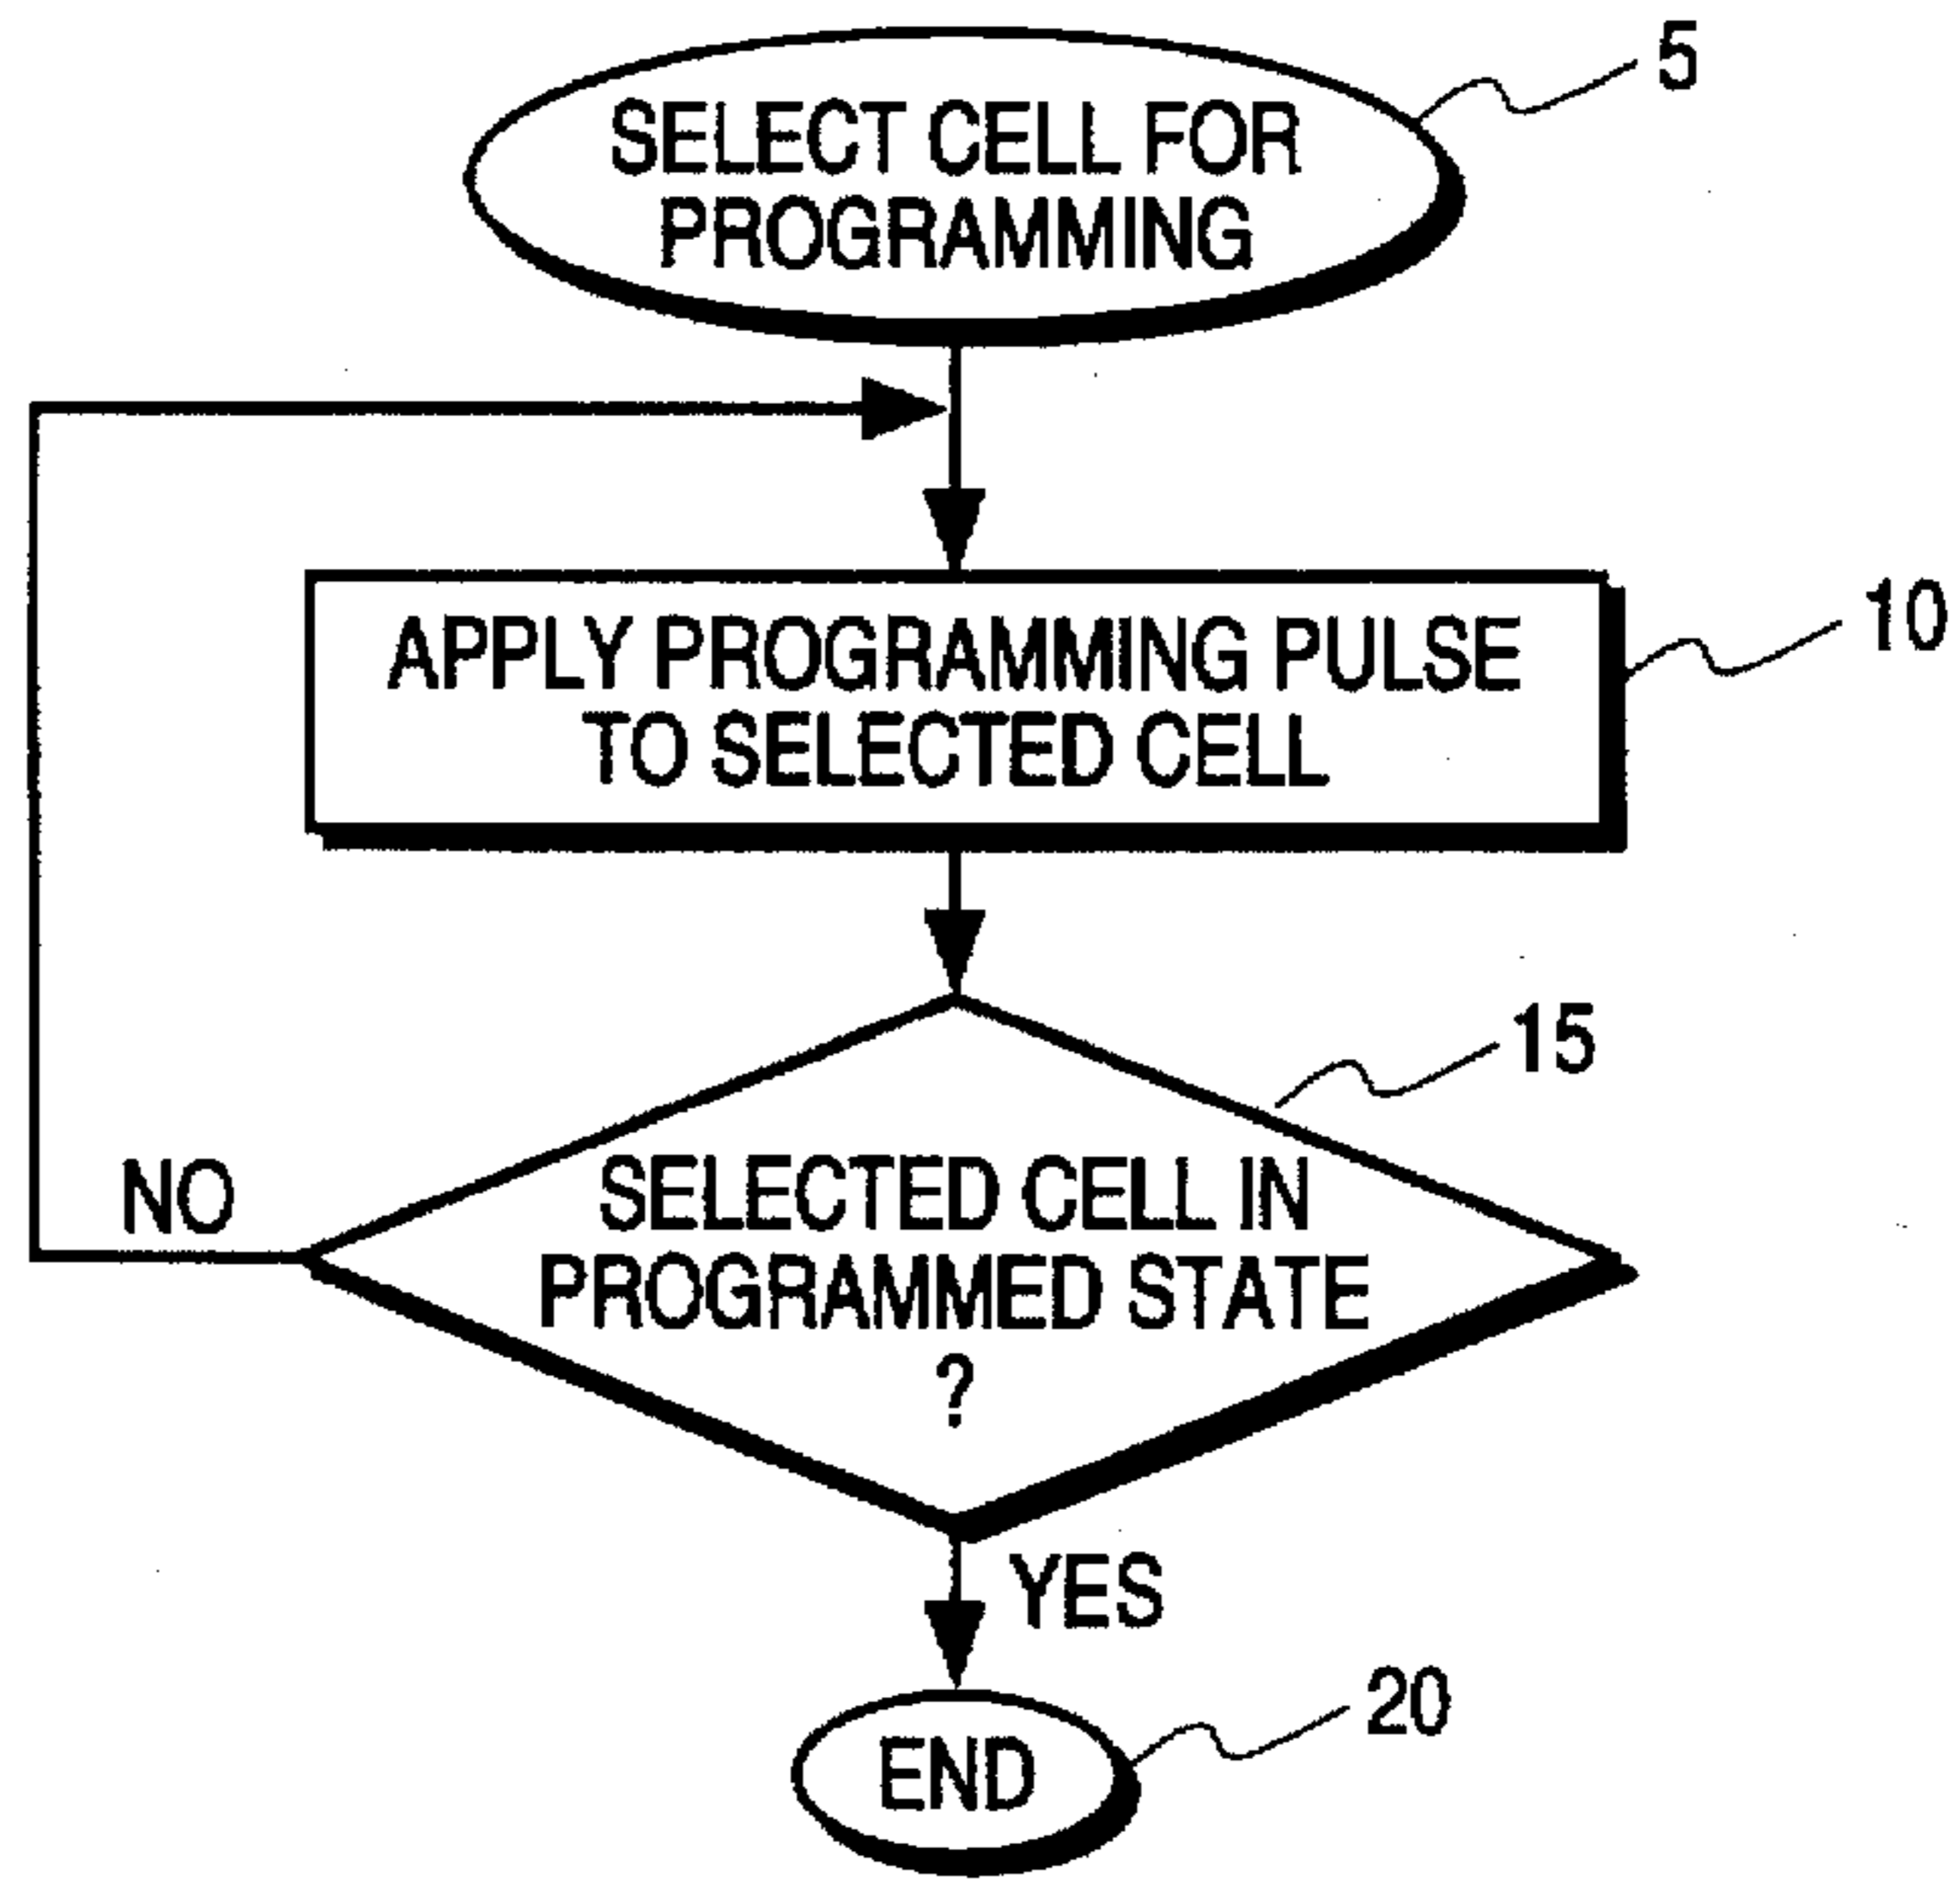 5
SELECT CELL FOR
PROGRAMMING
10
APPLY PROGRAMMING PULSE
TO SELECTED CELL
15
NO
SELECTED CELL IN
PROGRAMMED STATE
?
YES
20
END